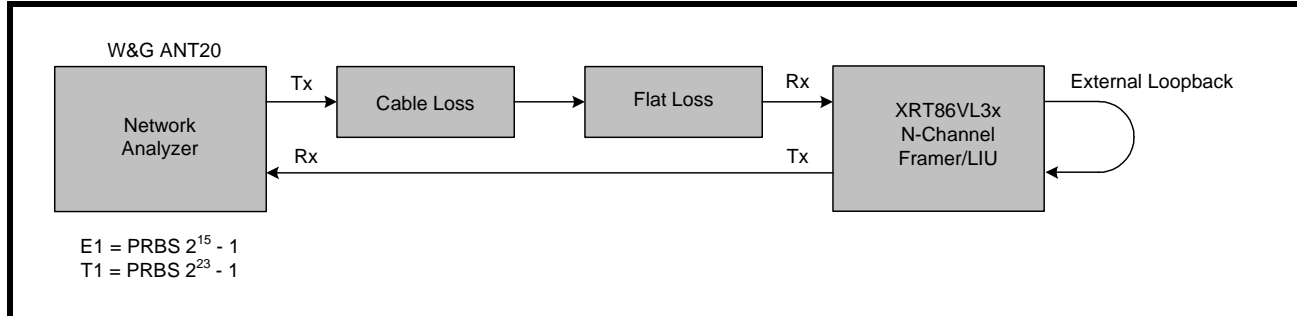 W&G ANT20
Network
Analyzer
Tx
Cable Loss
Flat Loss
Rx
XRT86VL3x
N-Channel
Framer/LIU
External Loopback
Rx
Tx
E1 = PRBS 2¹⁵ - 1
T1 = PRBS 2²³ - 1